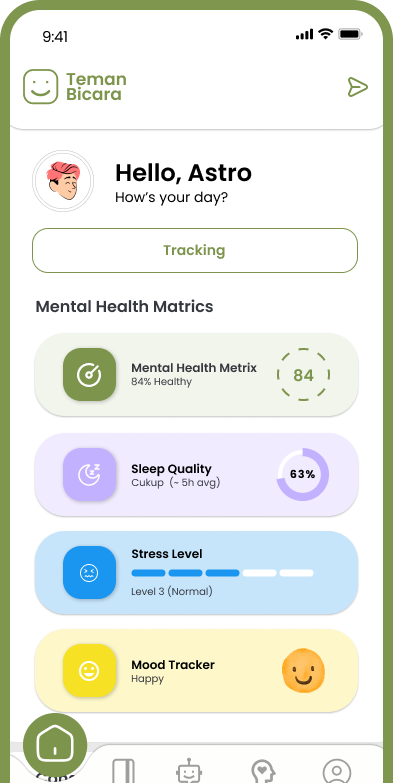 9:41
Teman
Bicara
Hello, Astro
How's your day?
Tracking
Mental Health Matrics
Mental Health Metrix
84% Healthy
84
Sleep Quality
Cukup (~ 5h avg)
63%
Stress Level
Level 3 (Normal)
Mood Tracker
Happy